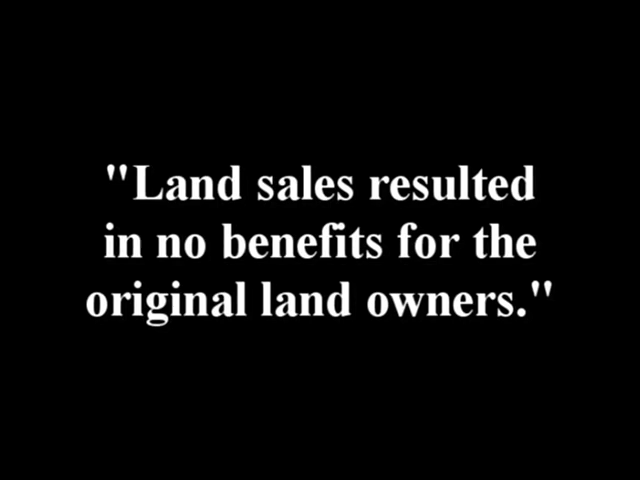 "Land sales resulted
in no benefits for the
original land owners."